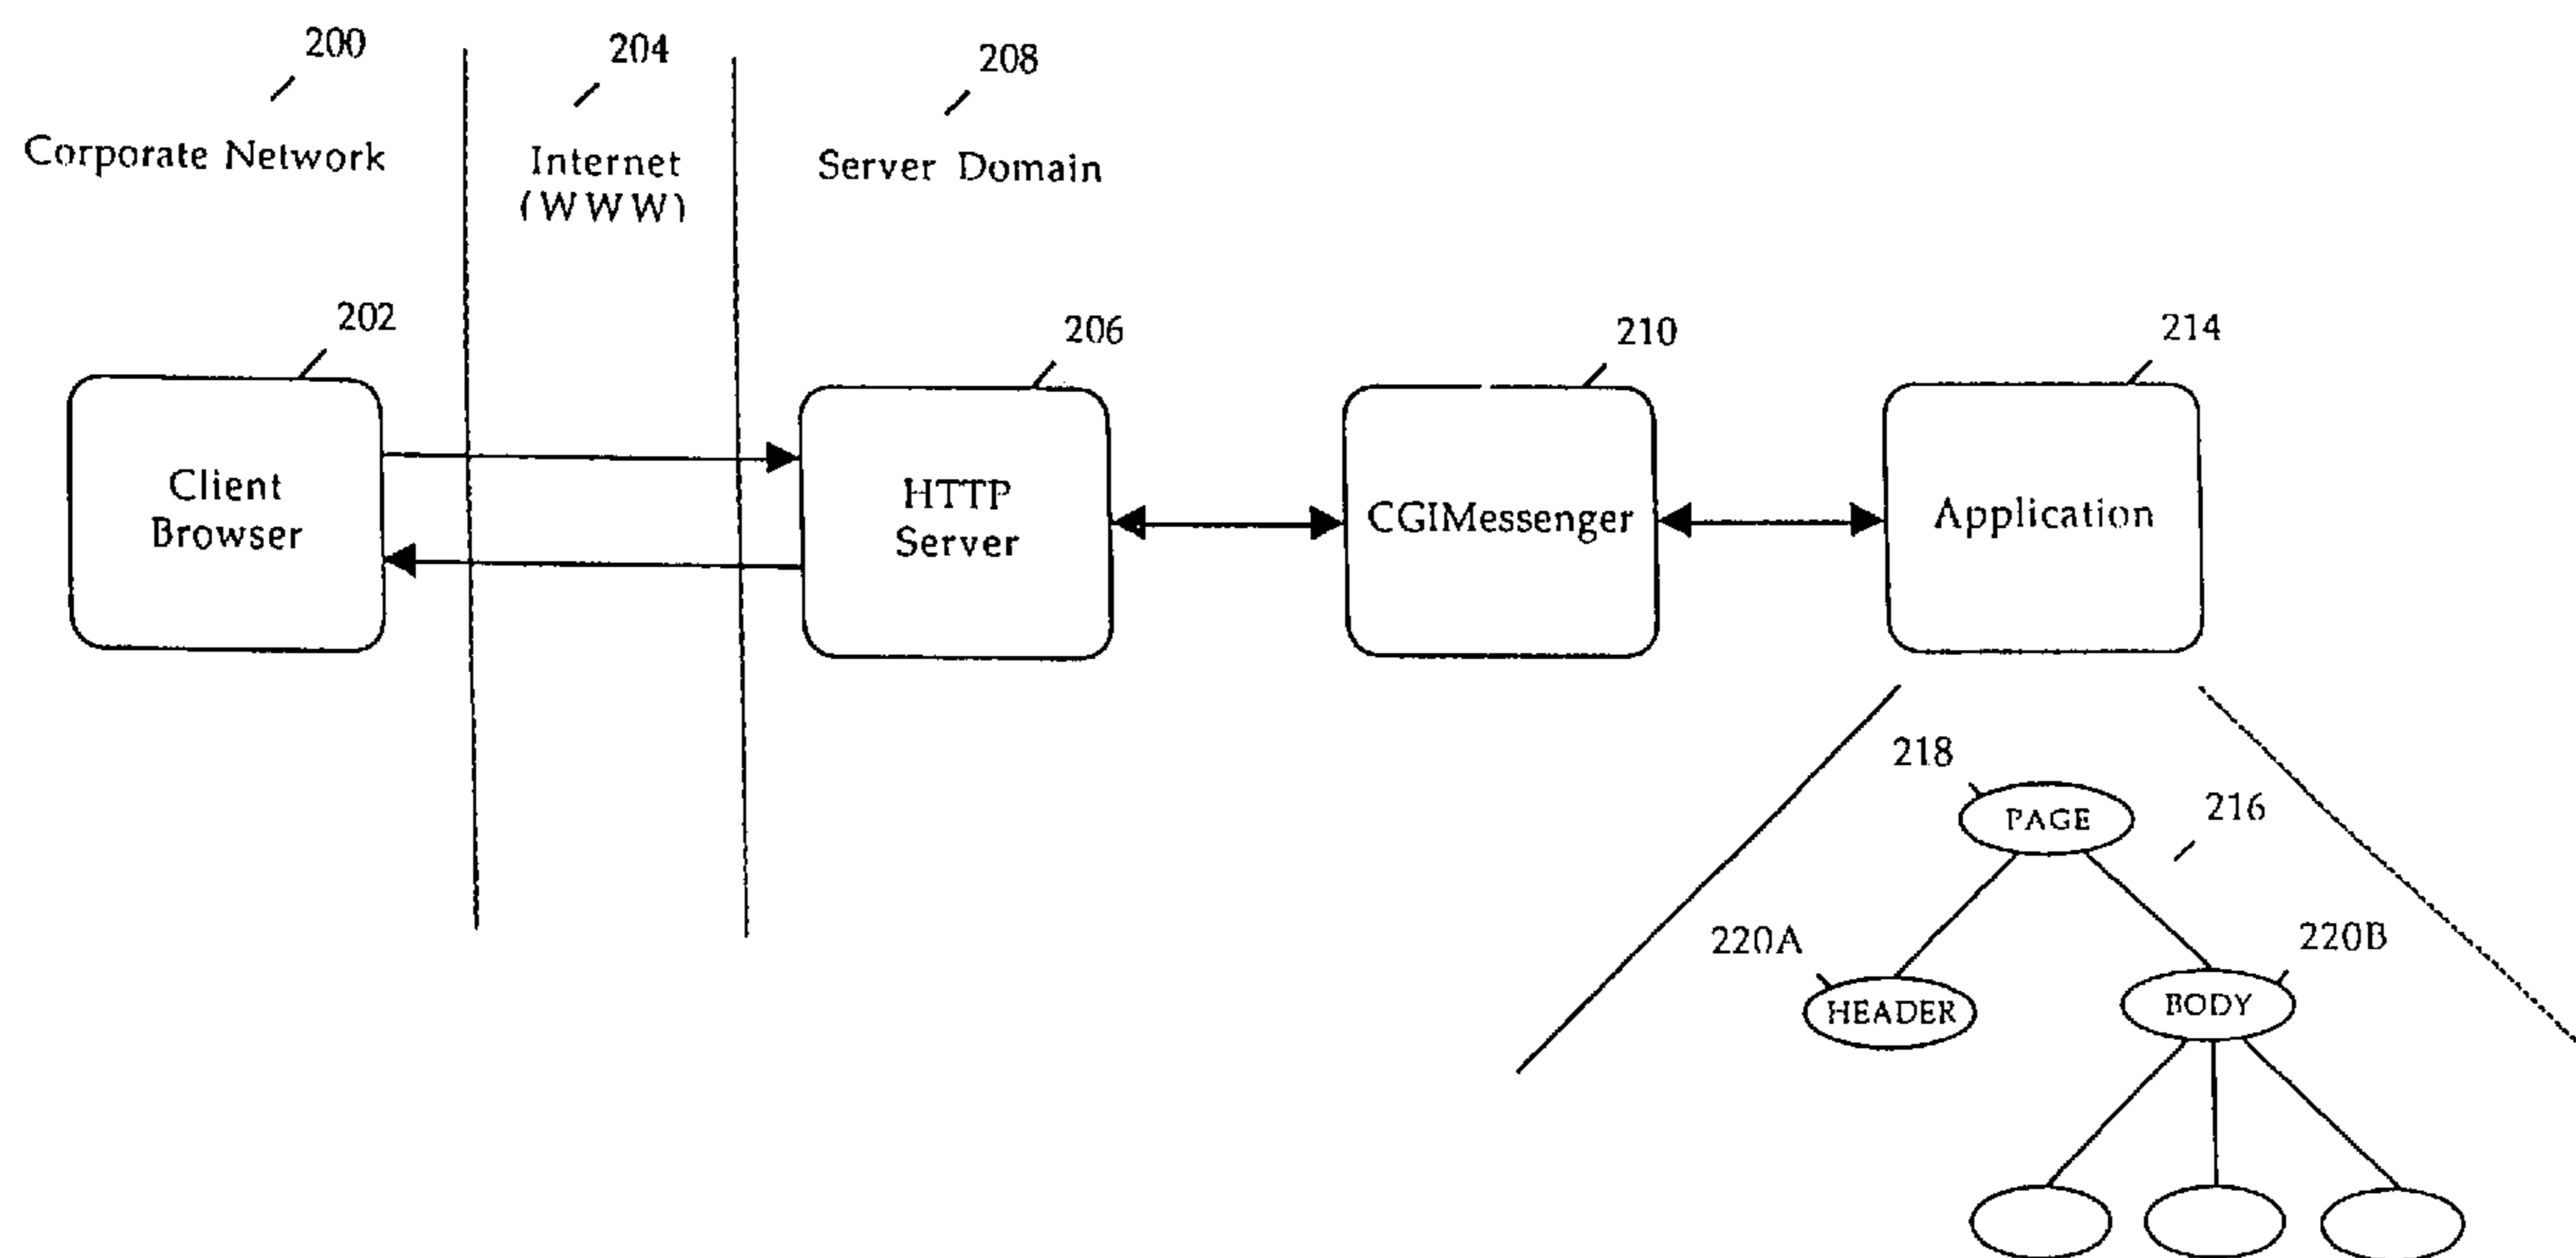 200
204
208
Corporate Network
Internet
(WWW)
Server Domain
202
206
210
214
Client
Browser
HTTP
Server
CGIMessenger
Application
218
PAGE
216
220A
220B
HEADER
BODY